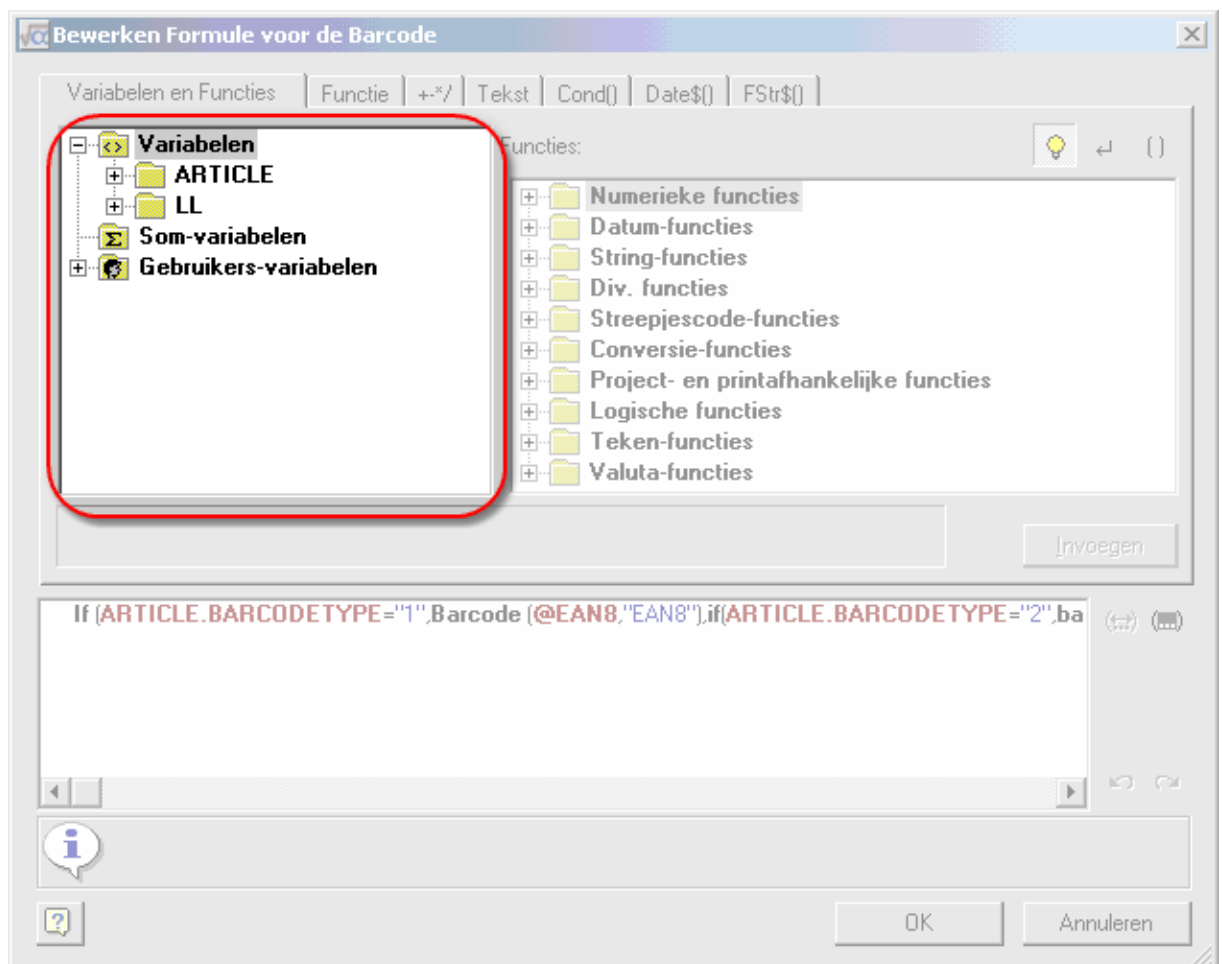 Bewerken Formule voor de Barcode
Variabelen en Functies Functie +-*/ Tekst Cond() Date$() FStr$()
Variabelen
ARTICLE
LL
Som-variabelen
Gebruikers-variabelen
Functies:
Numerieke functies
Datum-functies
String-functies
Div. functies
Streepjescode-functies
Conversie-functies
Project- en printafhankelijke functies
Logische functies
Teken-functies
Valuta-functies
Invoegen
If (ARTICLE.BARCODETYPE="1",Barcode (@EAN8,"EAN8"),if(ARTICLE.BARCODETYPE="2",ba
OK Annuleren